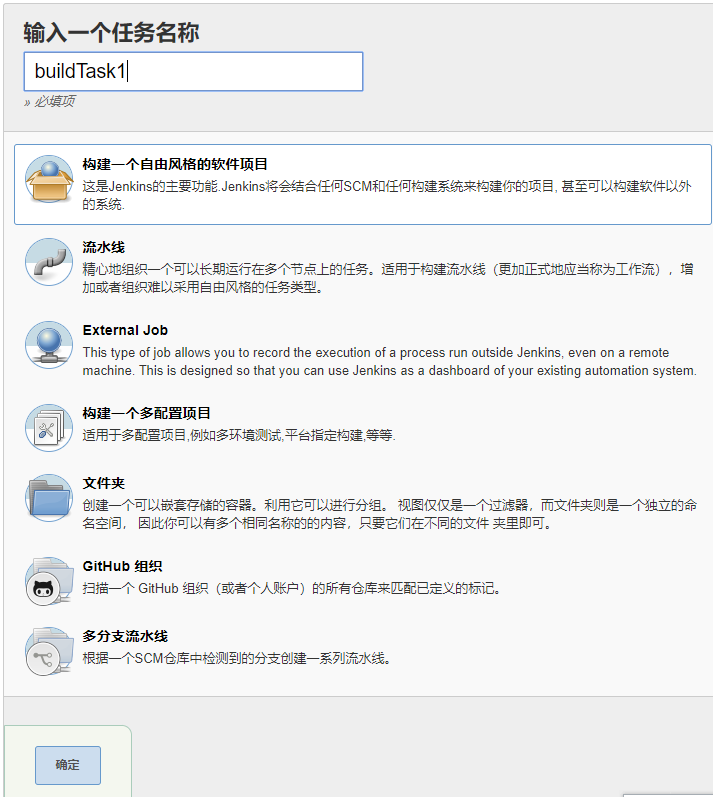 输入一个任务名称
buildTask1
» 必填项
构建一个自由风格的软件项目
这是Jenkins的主要功能.Jenkins将会结合任何SCM和任何构建系统来构建你的项目, 甚至可以构建软件以外
的系统.
流水线
精心地组织一个可以长期运行在多个节点上的任务。适用于构建流水线（更加正式地应当称为工作流），增
加或者组织难以采用自由风格的任务类型。
External Job
This type of job allows you to record the execution of a process run outside Jenkins, even on a remote
machine. This is designed so that you can use Jenkins as a dashboard of your existing automation system.
构建一个多配置项目
适用于多配置项目,例如多环境测试,平台指定构建,等等.
文件夹
创建一个可以嵌套存储的容器。利用它可以进行分组。 视图仅仅是一个过滤器，而文件夹则是一个独立的命
名空间， 因此你可以有多个相同名称的的内容，只要它们在不同的文件 夹里即可。
GitHub 组织
扫描一个 GitHub 组织（或者个人账户）的所有仓库来匹配已定义的标记。
多分支流水线
根据一个SCM仓库中检测到的分支创建一系列流水线。
确定